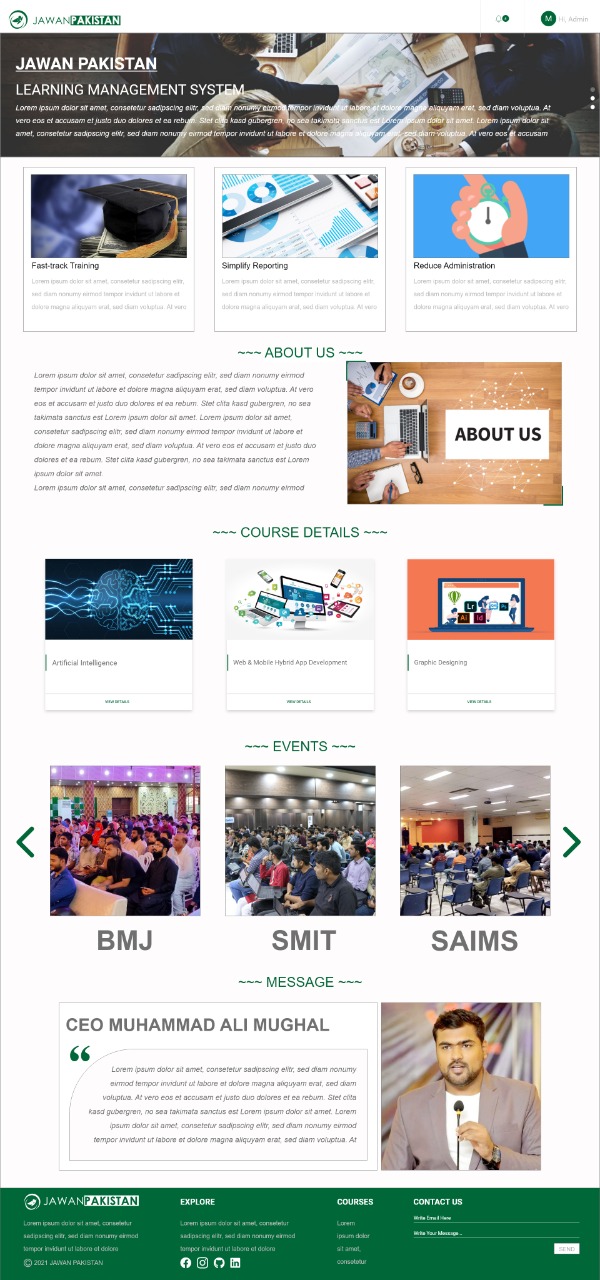 JAWANPAKISTAN
M Hi, Admin
JAWAN PAKISTAN
LEARNING MANAGEMENT SYSTEM
Lorem ipsum dolor sit amet, consetetur sadipscing elitr, sed diam nonumy eirmod tempor invidunt ut labore et dolore magna aliquyam erat, sed diam voluptua. At
vero eos et accusam et justo duo dolores et ea rebum. Stet clita kasd gubergren, no sea takimata sanctus est Lorem ipsum dolor sit amet. Lorem ipsum dolor sit
amet, consetetur sadipscing elitr, sed diam nonumy eirmod tempor invidunt ut labore et dolore magna aliquyam erat, sed diam voluptua. At vero eos et accusam
Fast-track Training
Lorem ipsum dolor sit amet, consetetur sadipscing elitr,
sed diam nonumy eirmod tempor invidunt ut labore et
dolore magna aliquyam erat, sed diam voluptua. At vero
Simplify Reporting
Lorem ipsum dolor sit amet, consetetur sadipscing elitr,
sed diam nonumy eirmod tempor invidunt ut labore et
dolore magna aliquyam erat, sed diam voluptua. At vero
Reduce Administration
Lorem ipsum dolor sit amet, consetetur sadipscing elitr,
sed diam nonumy eirmod tempor invidunt ut labore et
dolore magna aliquyam erat, sed diam voluptua. At vero
~~~ ABOUT US ~~~
Lorem ipsum dolor sit amet, consetetur sadipscing elitr, sed diam nonumy eirmod
tempor invidunt ut labore et dolore magna aliquyam erat, sed diam voluptua. At vero
eos et accusam et justo duo dolores et ea rebum. Stet clita kasd gubergren, no sea
takimata sanctus est Lorem ipsum dolor sit amet. Lorem ipsum dolor sit amet,
consetetur sadipscing elitr, sed diam nonumy eirmod tempor invidunt ut labore et
dolore magna aliquyam erat, sed diam voluptua. At vero eos et accusam et justo duo
dolores et ea rebum. Stet clita kasd gubergren, no sea takimata sanctus est Lorem
ipsum dolor sit amet.
Lorem ipsum dolor sit amet, consetetur sadipscing elitr, sed diam nonumy eirmod
ABOUT US
~~~ COURSE DETAILS ~~~
Lr
Ai
Id
Artificial Intelligence
Web & Mobile Hybrid App Development
Graphic Designing
VIEW DETAILS
VIEW DETAILS
VIEW DETAILS
~~~ EVENTS ~~~
BMJ
SMIT
SAIMS
~~~ MESSAGE ~~~
CEO MUHAMMAD ALI MUGHAL
Lorem ipsum dolor sit amet, consetetur sadipscing elitr, sed diam nonumy
eirmod tempor invidunt ut labore et dolore magna aliquyam erat, sed diam
voluptua. At vero eos et accusam et justo duo dolores et ea rebum. Stet clita
kasd gubergren, no sea takimata sanctus est Lorem ipsum dolor sit amet. Lorem
ipsum dolor sit amet, consetetur sadipscing elitr, sed diam nonumy eirmod
tempor invidunt ut labore et dolore magna aliquyam erat, sed diam voluptua. At
JAWANPAKISTAN
Lorem ipsum dolor sit amet, consetetur
sadipscing elitr, sed diam nonumy eirmod
tempor invidunt ut labore et dolore
© 2021 JAWAN PAKISTAN
EXPLORE
Lorem ipsum dolor sit amet, consetetur
sadipscing elitr, sed diam nonumy eirmod
tempor invidunt ut labore et dolore
COURSES
Lorem
ipsum dolor
sit amet,
consetetur
CONTACT US
Write Email Here
Write Your Message...
SEND